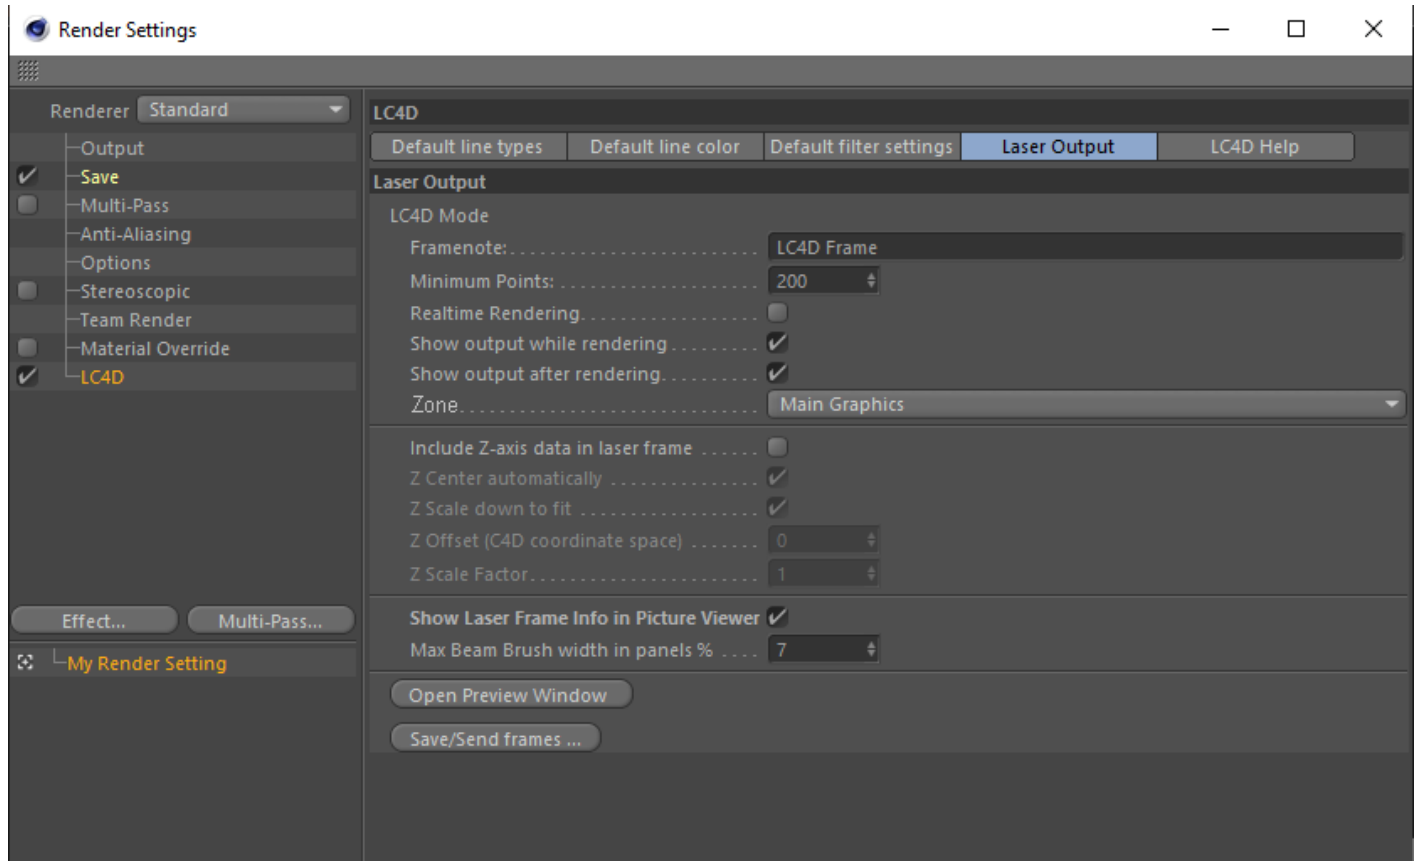 Render Settings
Renderer Standard
Output
Save
Multi-Pass
Anti-Aliasing
Options
Stereoscopic
Team Render
Material Override
LC4D
Effect...
Multi-Pass...
My Render Setting
LC4D
Default line types
Default line color
Default filter settings
Laser Output
LC4D Help
Laser Output
LC4D Mode
Framenote: LC4D Frame
Minimum Points: 200
Realtime Rendering
Show output while rendering
Show output after rendering
Zone Main Graphics
Include Z-axis data in laser frame
Z Center automatically
Z Scale down to fit
Z Offset (C4D coordinate space) 0
Z Scale Factor 1
Show Laser Frame Info in Picture Viewer
Max Beam Brush width in panels % 7
Open Preview Window
Save/Send frames ...